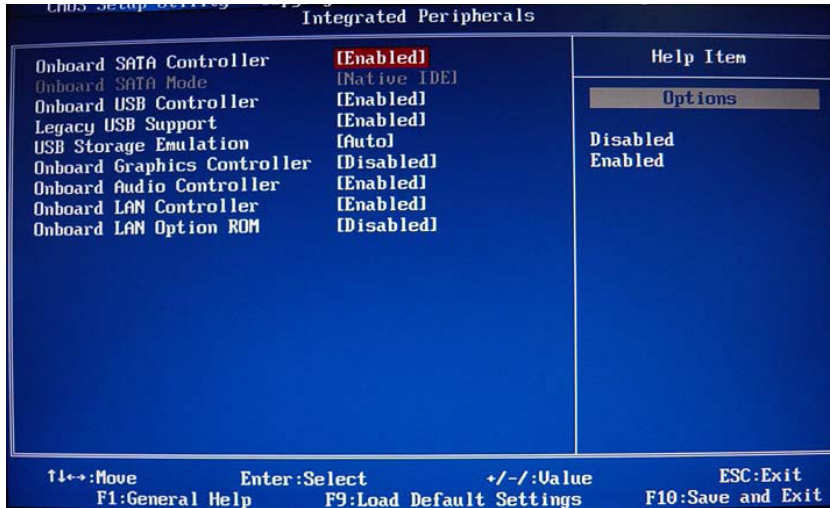 CMOS Setup Utility
Integrated Peripherals
Onboard SATA Controller [Enabled]
Onboard SATA Mode [Native IDE]
Onboard USB Controller [Enabled]
Legacy USB Support [Enabled]
USB Storage Emulation [Auto]
Onboard Graphics Controller [Disabled]
Onboard Audio Controller [Enabled]
Onboard LAN Controller [Enabled]
Onboard LAN Option ROM [Disabled]
Help Item
Options
Disabled
Enabled
↑↓←→:Move Enter:Select +/-/:Value ESC:Exit
F1:General Help F9:Load Default Settings F10:Save and Exit